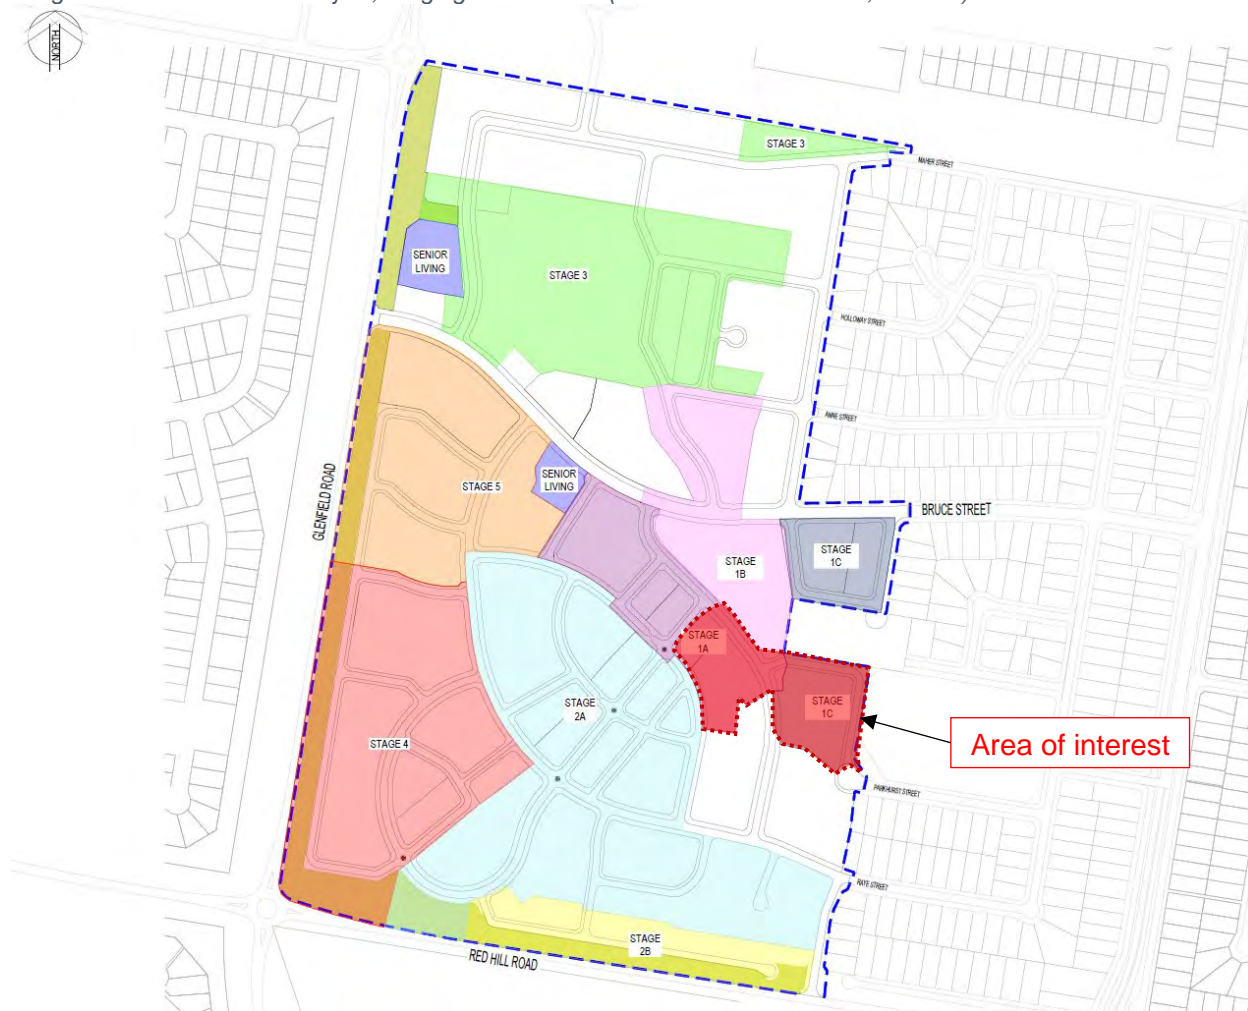 NORTH
STAGE 3
MAHER STREET
SENIOR
LIVING
STAGE 3
HOLLOWAY STREET
ANNE STREET
GLENFIELD ROAD
SENIOR
LIVING
STAGE 5
BRUCE STREET
STAGE
1B
STAGE
1C
STAGE
1A
STAGE
2A
STAGE
1C
STAGE 4
Area of interest
PARKHURST STREET
RAYE STREET
STAGE
2B
RED HILL ROAD